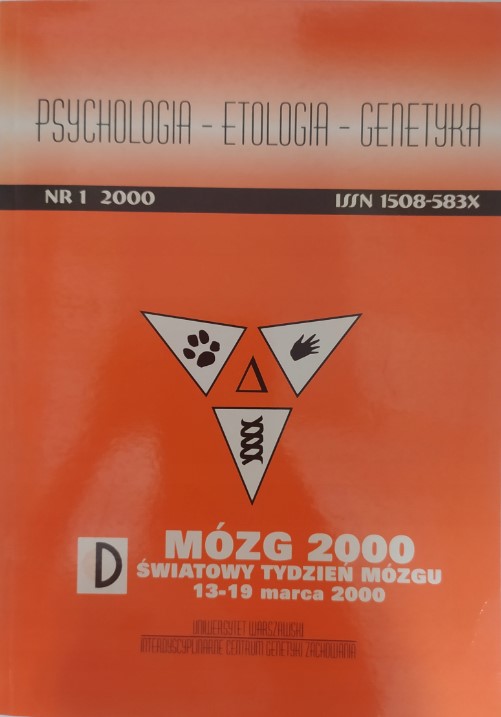 PSYCHOLOGIA – ETOLOGIA – GENETYKA
NR 1 2000 ISSN 1508-583X
Δ
D
MÓZG 2000
ŚWIATOWY TYDZIEŃ MÓZGU
13-19 marca 2000
UNIWERSYTET WARSZAWSKI
INTERDYSCYPLINARNE CENTRUM GENETYKI ZACHOWANIA